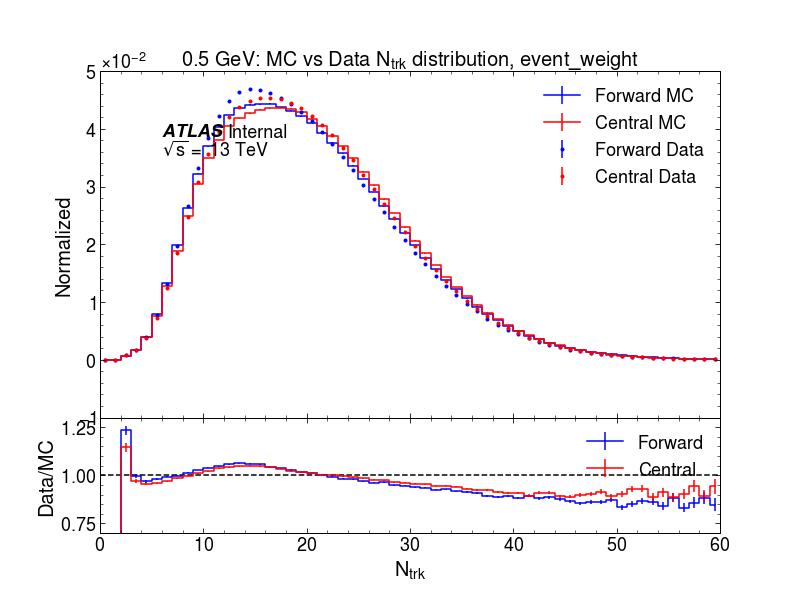 ×10⁻² 0.5 GeV: MC vs Data Nₜᵣₖ distribution, event_weight
5
4
3
2
1
0
−1
Normalized
ATLAS Internal
√s = 13 TeV
Forward MC
Central MC
Forward Data
Central Data
1.25
1.00
0.75
Data/MC
Forward
Central
0 10 20 30 40 50 60
Nₜᵣₖ